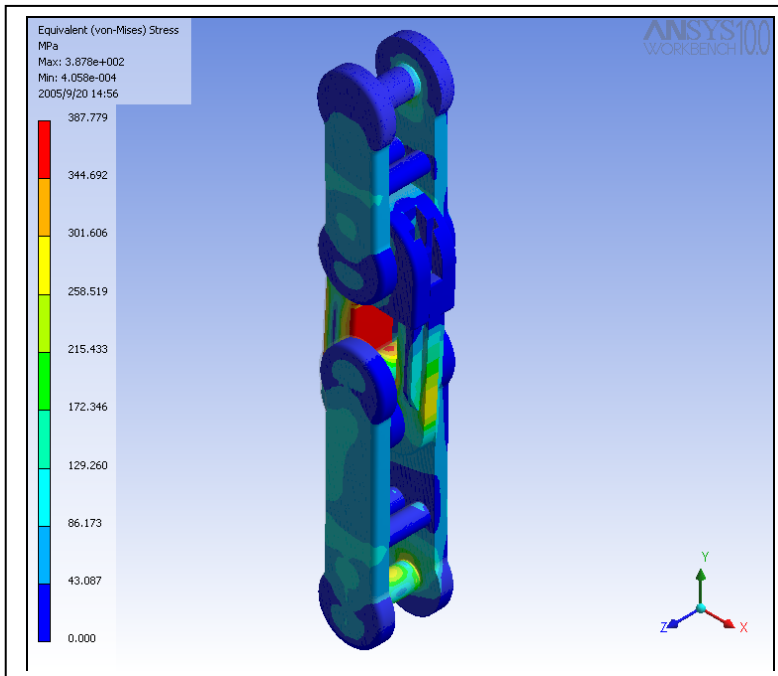 Equivalent (von-Mises) Stress
MPa
Max: 3.878e+002
Min: 4.058e-004
2005/9/20 14:56
ANSYS 10.0
WORKBENCH
387.779
344.692
301.606
258.519
215.433
172.346
129.260
86.173
43.087
0.000
Y
Z
X